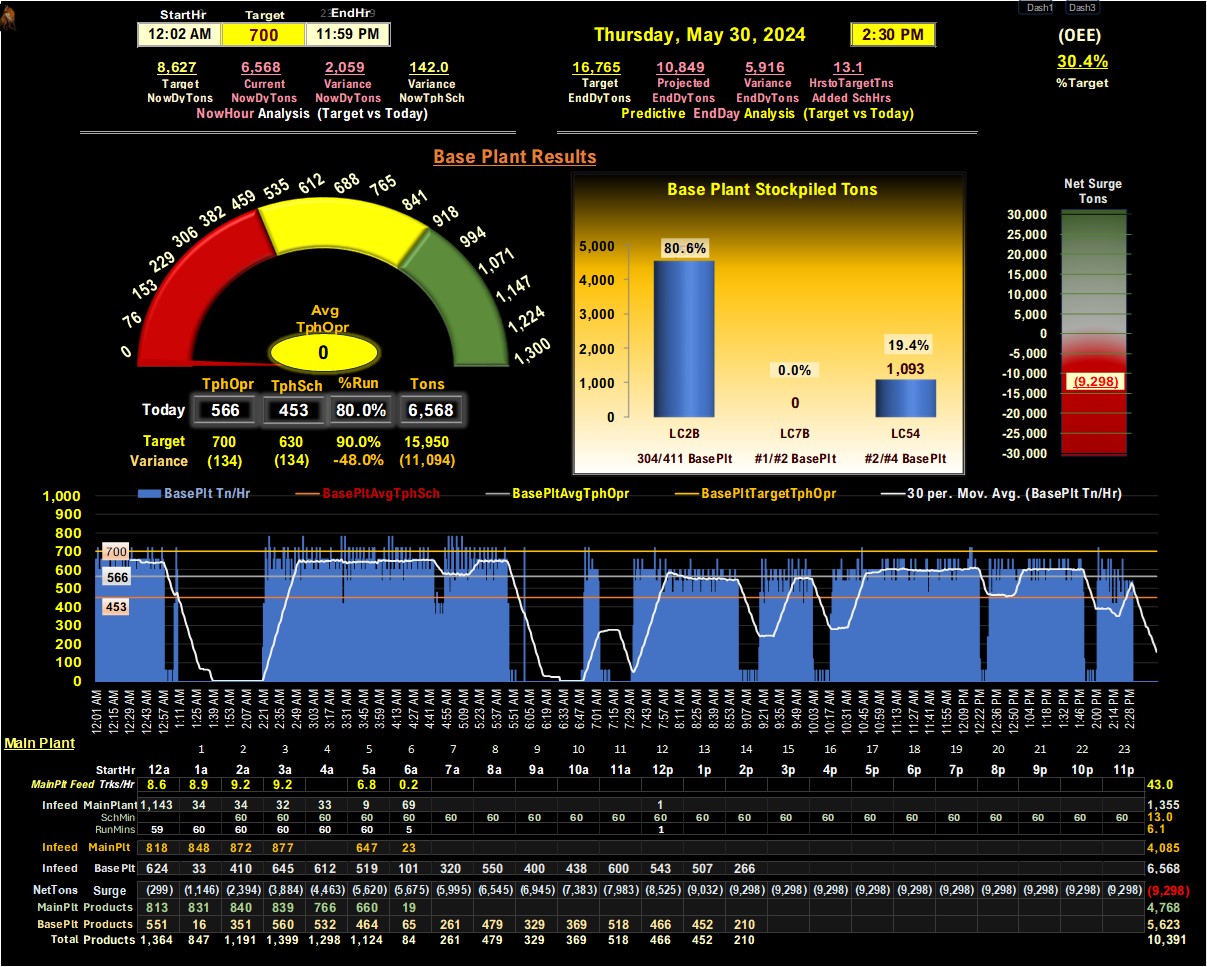 Dash1 Dash3
StartHr Target EndHr
12:02 AM 700 11:59 PM
Thursday, May 30, 2024 2:30 PM
(OEE)
30.4%
%Target
8,627 6,568 2,059 142.0
Target Current Variance Variance
NowDyTons NowDyTons NowDyTons NowTphSch
NowHour Analysis (Target vs Today)
16,765 10,849 5,916 13.1
Target Projected Variance HrstoTargetTns
EndDyTons EndDyTons EndDyTons Added SchHrs
Predictive EndDay Analysis (Target vs Today)
Base Plant Results
0 76 153 229 306 382 459 535 612 688 765 841 918 994 1,071 1,147 1,224 1,300
Avg
TphOpr
0
TphOpr TphSch %Run Tons
Today 566 453 80.0% 6,568
Target 700 630 90.0% 15,950
Variance (134) (134) -48.0% (11,094)
Base Plant Stockpiled Tons
5,000
4,000
3,000
2,000
1,000
0
80.6%
0.0%
0
19.4%
1,093
LC2B LC7B LC54
304/411 BasePlt #1/#2 BasePlt #2/#4 BasePlt
Net Surge
Tons
30,000
25,000
20,000
15,000
10,000
5,000
0
-5,000
-10,000
-15,000
-20,000
-25,000
-30,000
(9,298)
BasePlt Tn/Hr BasePltAvgTphSch BasePltAvgTphOpr BasePltTargetTphOpr 30 per. Mov. Avg. (BasePlt Tn/Hr)
1,000
900
800
700
600
500
400
300
200
100
0
700
566
453
12:01 AM 12:15 AM 12:29 AM 12:43 AM 12:57 AM 1:11 AM 1:25 AM 1:39 AM 1:53 AM 2:07 AM 2:21 AM 2:35 AM 2:49 AM 3:03 AM 3:17 AM 3:31 AM 3:45 AM 3:59 AM 4:13 AM 4:27 AM 4:41 AM 4:55 AM 5:09 AM 5:23 AM 5:37 AM 5:51 AM 6:05 AM 6:19 AM 6:33 AM 6:47 AM 7:01 AM 7:15 AM 7:29 AM 7:43 AM 7:57 AM 8:11 AM 8:25 AM 8:39 AM 8:53 AM 9:07 AM 9:21 AM 9:35 AM 9:49 AM 10:03 AM 10:17 AM 10:31 AM 10:45 AM 10:59 AM 11:13 AM 11:27 AM 11:41 AM 11:55 AM 12:09 PM 12:22 PM 12:36 PM 12:50 PM 1:04 PM 1:18 PM 1:32 PM 1:46 PM 2:00 PM 2:14 PM 2:28 PM
Main Plant
1 2 3 4 5 6 7 8 9 10 11 12 13 14 15 16 17 18 19 20 21 22 23
StartHr 12a 1a 2a 3a 4a 5a 6a 7a 8a 9a 10a 11a 12p 1p 2p 3p 4p 5p 6p 7p 8p 9p 10p 11p
MainPlt Feed Trks/Hr 8.6 8.9 9.2 9.2 6.8 0.2 43.0
Infeed MainPlant 1,143 34 34 32 33 9 69 1 1,355
SchMin 60 60 60 60 60 60 60 60 60 60 60 60 60 60 60 60 60 60 60 60 60 60 13.0
RunMins 59 60 60 60 60 60 5 1 6.1
Infeed MainPlt 818 848 872 877 647 23 4,085
Infeed BasePlt 624 33 410 645 612 519 101 320 550 400 438 600 543 507 266 6,568
NetTons Surge (299) (1,146) (2,394) (3,884) (4,463) (5,620) (5,675) (5,995) (6,545) (6,945) (7,383) (7,983) (8,525) (9,032) (9,298) (9,298) (9,298) (9,298) (9,298) (9,298) (9,298) (9,298) (9,298) (9,298) (9,298)
MainPlt Products 813 831 840 839 766 660 19 4,768
BasePlt Products 551 16 351 560 532 464 65 261 479 329 369 518 466 452 210 5,623
Total Products 1,364 847 1,191 1,399 1,298 1,124 84 261 479 329 369 518 466 452 210 10,391